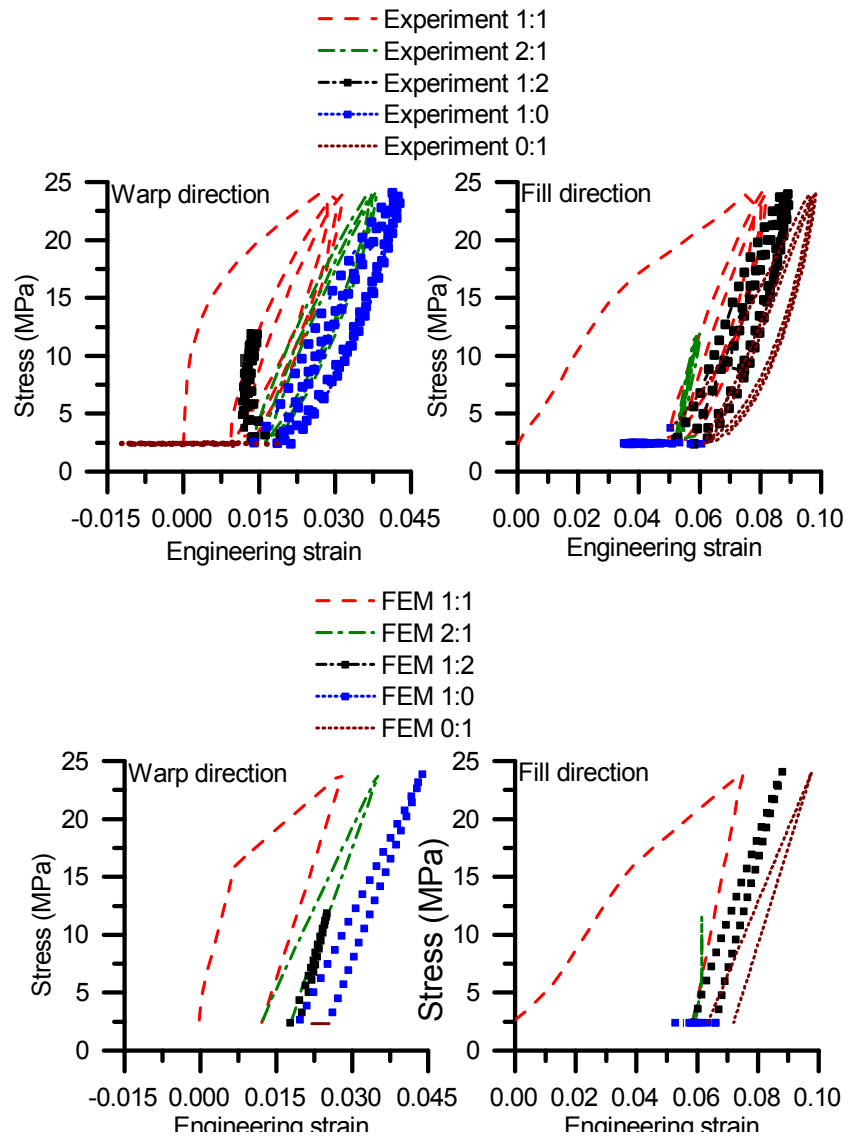 Experiment 1:1
Experiment 2:1
Experiment 1:2
Experiment 1:0
Experiment 0:1
Warp direction
25
20
15
10
5
0
Stress (MPa)
-0.015 0.000 0.015 0.030 0.045
Engineering strain
Fill direction
25
20
15
10
5
0
Stress (MPa)
0.00 0.02 0.04 0.06 0.08 0.10
Engineering strain
FEM 1:1
FEM 2:1
FEM 1:2
FEM 1:0
FEM 0:1
Warp direction
25
20
15
10
5
0
Stress (MPa)
-0.015 0.000 0.015 0.030 0.045
Engineering strain
Fill direction
25
20
15
10
5
0
Stress (MPa)
0.00 0.02 0.04 0.06 0.08 0.10
Engineering strain